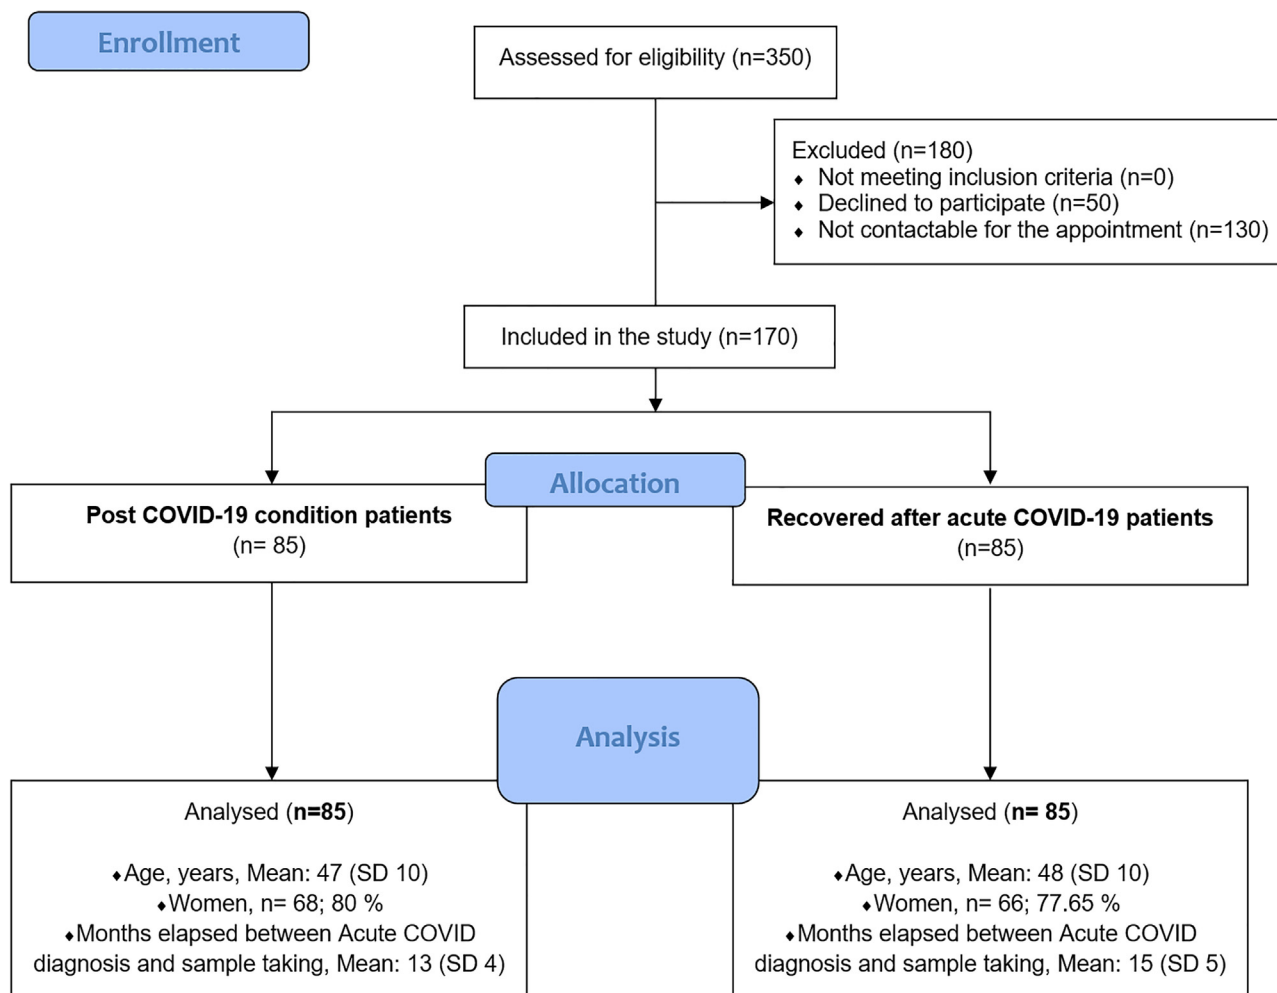 Enrollment
Assessed for eligibility (n=350)
Excluded (n=180)
♦ Not meeting inclusion criteria (n=0)
♦ Declined to participate (n=50)
♦ Not contactable for the appointment (n=130)
Included in the study (n=170)
Allocation
Post COVID-19 condition patients
(n= 85)
Recovered after acute COVID-19 patients
(n=85)
Analysis
Analysed (n=85)
♦Age, years, Mean: 47 (SD 10)
♦Women, n= 68; 80 %
♦Months elapsed between Acute COVID
diagnosis and sample taking, Mean: 13 (SD 4)
Analysed (n= 85)
♦Age, years, Mean: 48 (SD 10)
♦Women, n= 66; 77.65 %
♦Months elapsed between Acute COVID
diagnosis and sample taking, Mean: 15 (SD 5)